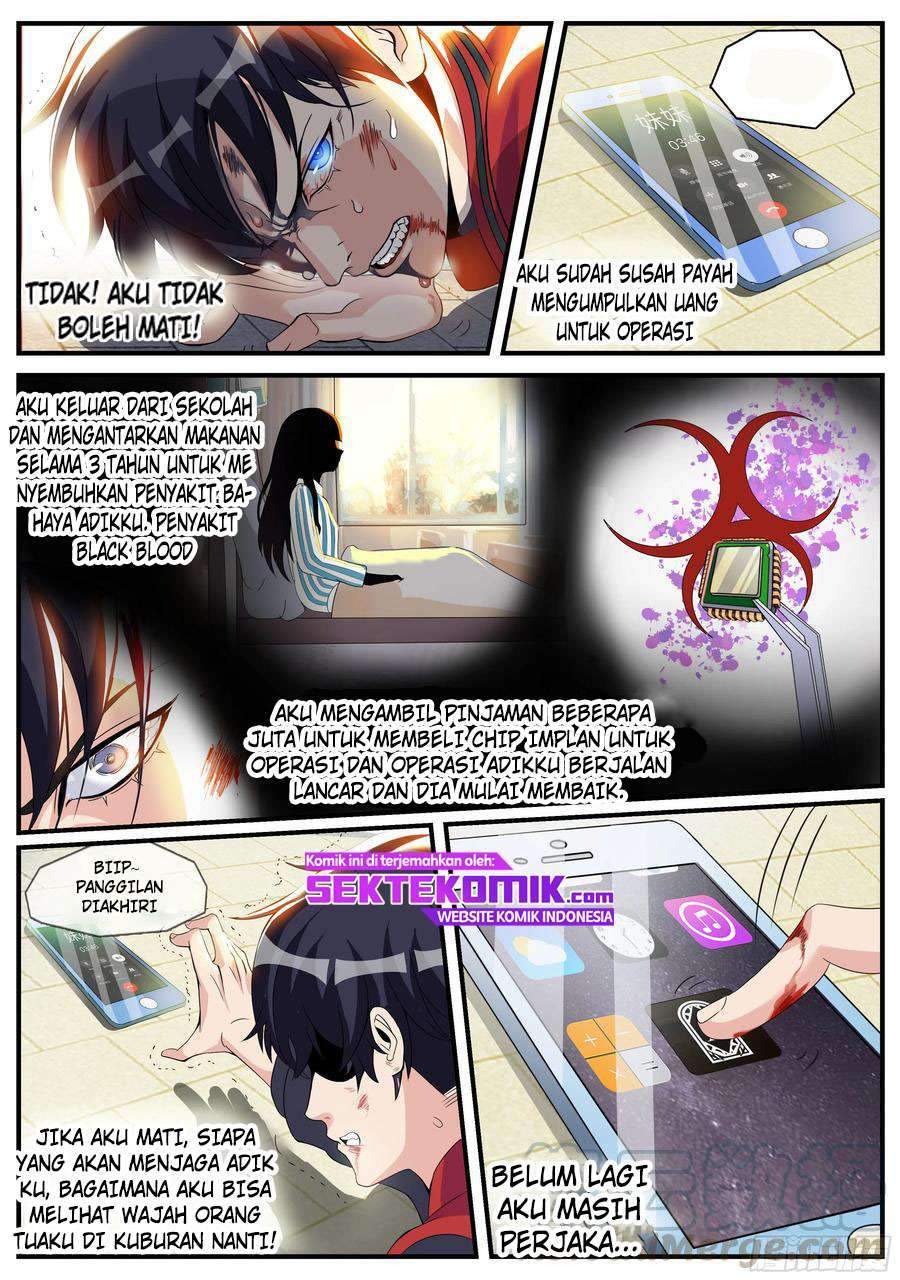 TIDAK! AKU TIDAK
BOLEH MATI!
妹妹
03:46
AKU SUDAH SUSAH PAYAH
MENGUMPULKAN UANG
UNTUK OPERASI
AKU KELUAR DARI SEKOLAH
DAN MENGANTARKAN MAKANAN
SELAMA 3 TAHUN UNTUK ME
NYEMBUHKAN PENYAKIT BA-
HAYA ADIKKU. PENYAKIT
BLACK BLOOD
AKU MENGAMBIL PINJAMAN BEBERAPA
JUTA UNTUK MEMBELI CHIP IMPLAN UNTUK
OPERASI DAN OPERASI ADIKKU BERJALAN
LANCAR DAN DIA MULAI MEMBAIK.
BIIP~
PANGGILAN
DIAKHIRI
Komik ini di terjemahkan oleh:
SEKTEKOMIK.com
WEBSITE KOMIK INDONESIA
03:46
JIKA AKU MATI, SIAPA
YANG AKAN MENJAGA ADIK
KU, BAGAIMANA AKU BISA
MELIHAT WAJAH ORANG
TUAKU DI KUBURAN NANTI!
BELUM LAGI
AKU MASIH
PERJAKA...